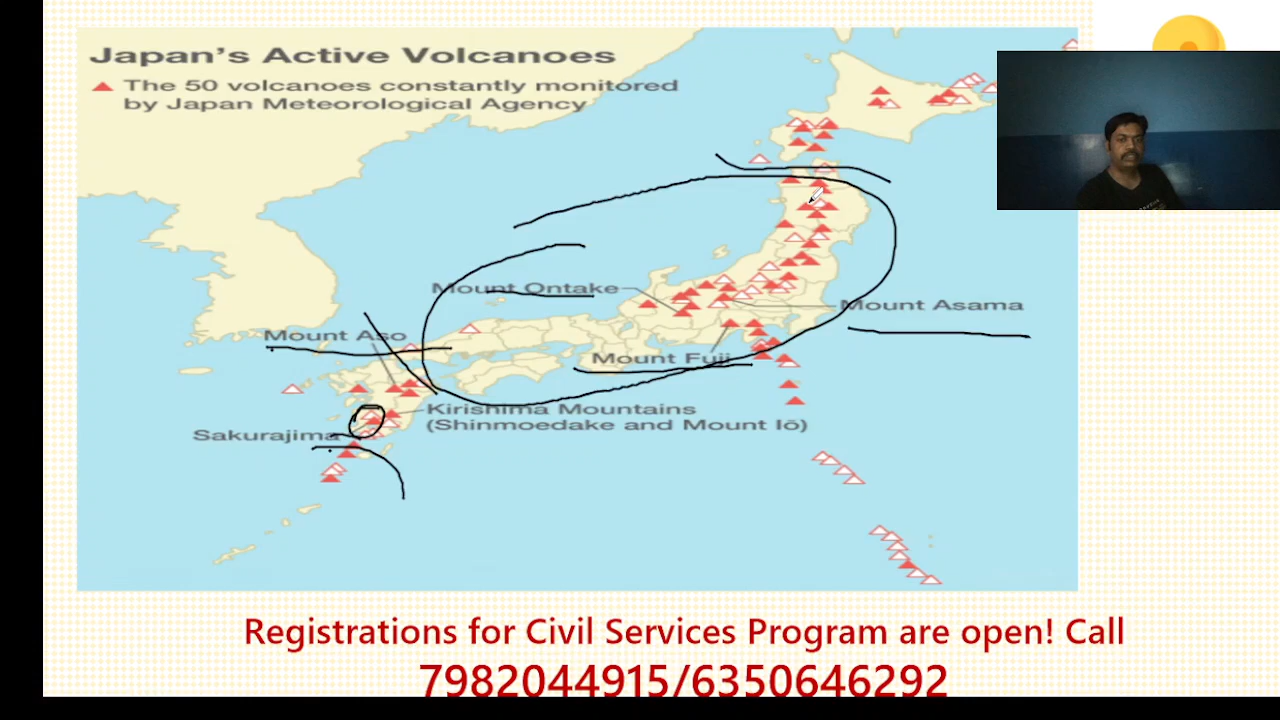 Japan's Active Volcanoes
The 50 volcanoes constantly monitored
by Japan Meteorological Agency
Mount Ontake
Mount Asama
Mount Aso
Mount Fuji
Kirishima Mountains
(Shinmoedake and Mount Iō)
Sakurajima
Registrations for Civil Services Program are open! Call
7982044915/6350646292